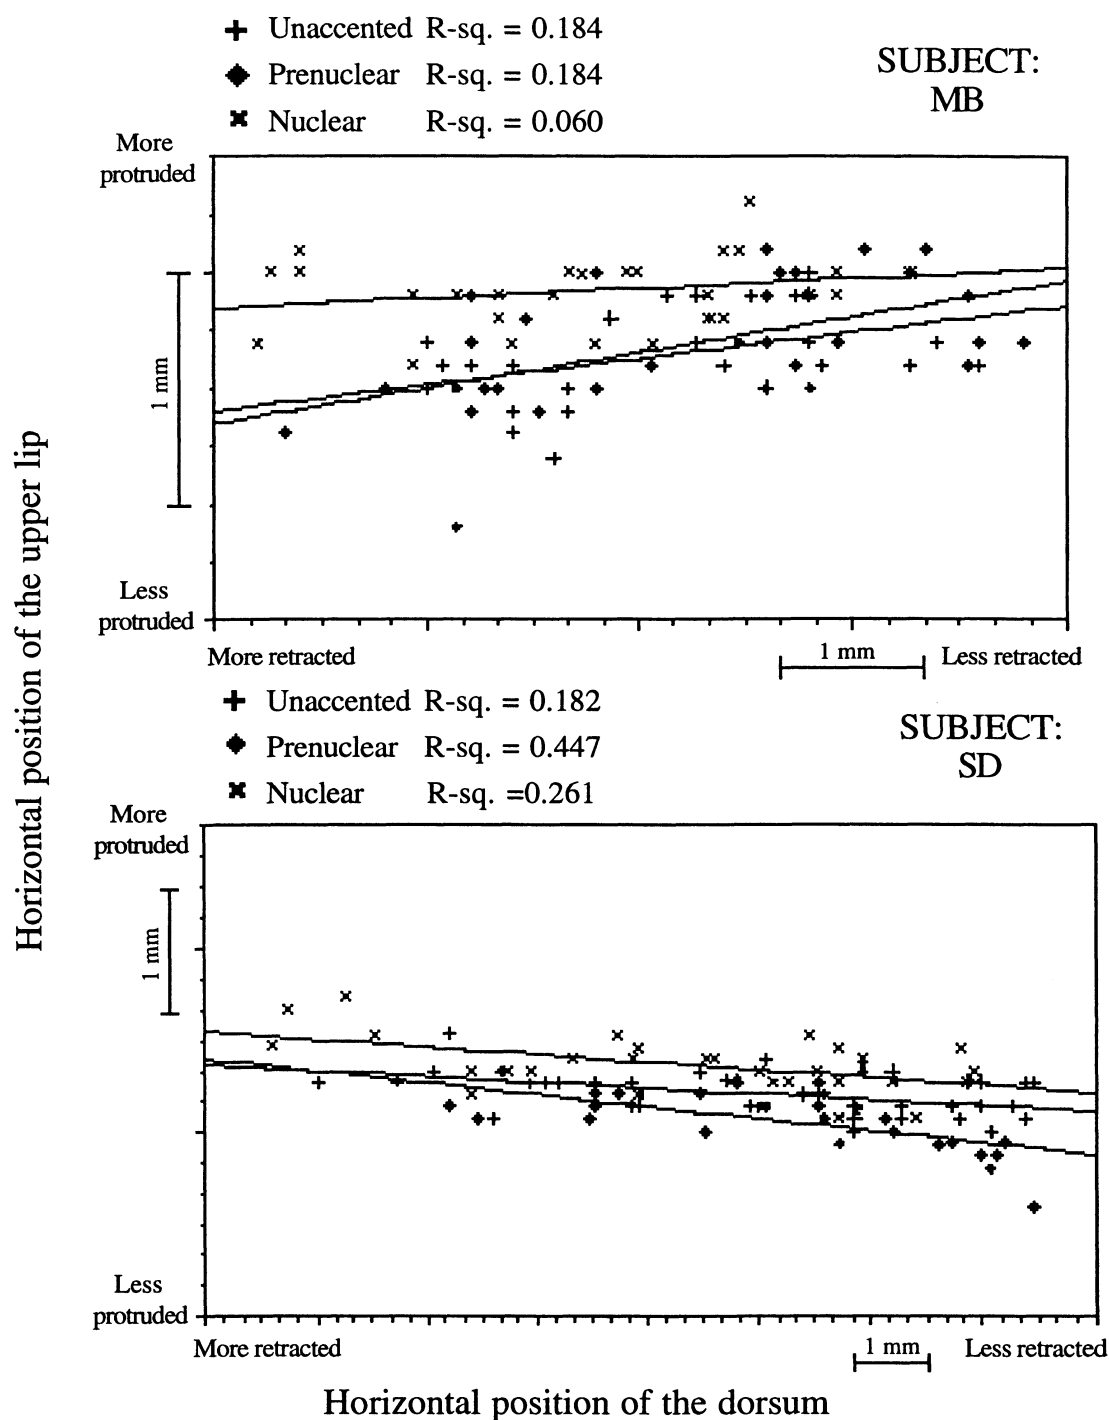 Unaccented R-sq. = 0.184
Prenuclear R-sq. = 0.184
Nuclear R-sq. = 0.060
SUBJECT:
MB
More
protruded
1 mm
Less
protruded
More retracted
1 mm
Less retracted
Unaccented R-sq. = 0.182
Prenuclear R-sq. = 0.447
Nuclear R-sq. =0.261
SUBJECT:
SD
More
protruded
1 mm
Less
protruded
More retracted
1 mm
Less retracted
Horizontal position of the upper lip
Horizontal position of the dorsum